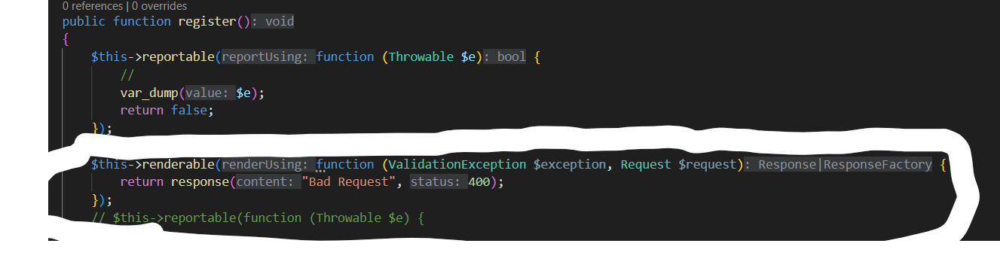 0 references | 0 overrides
public function register(): void
{
$this->reportable(reportUsing: function (Throwable $e): bool {
//
var_dump(value: $e);
return false;
});
$this->renderable(renderUsing: function (ValidationException $exception, Request $request): Response|ResponseFactory {
return response(content: "Bad Request", status: 400);
});
// $this->reportable(function (Throwable $e) {